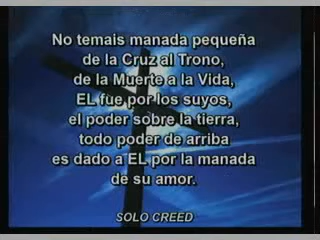 No temais manada pequeña
de la Cruz al Trono,
de la Muerte a la Vida,
EL fue por los suyos,
el poder sobre la tierra,
todo poder de arriba
es dado a EL por la manada
de su amor.
SOLO CREED